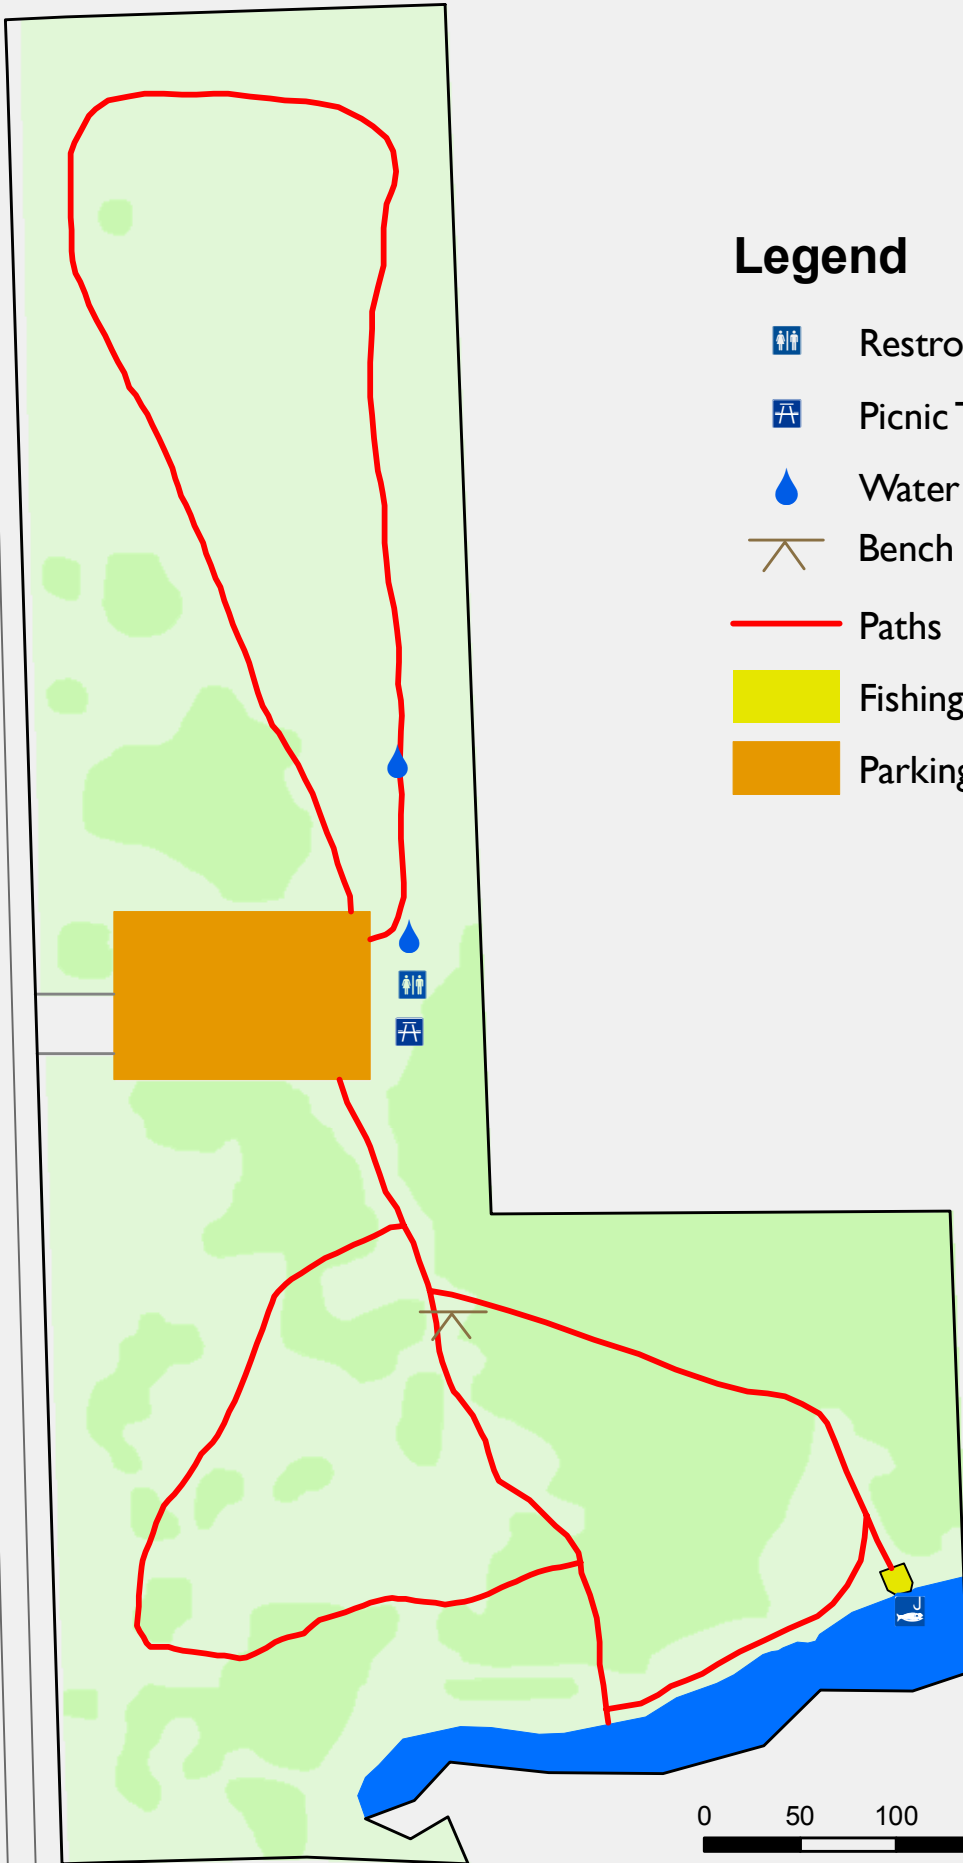 Legend
Restro
Picnic T
Water
Bench
Paths
Fishing
Parking
0 50 100